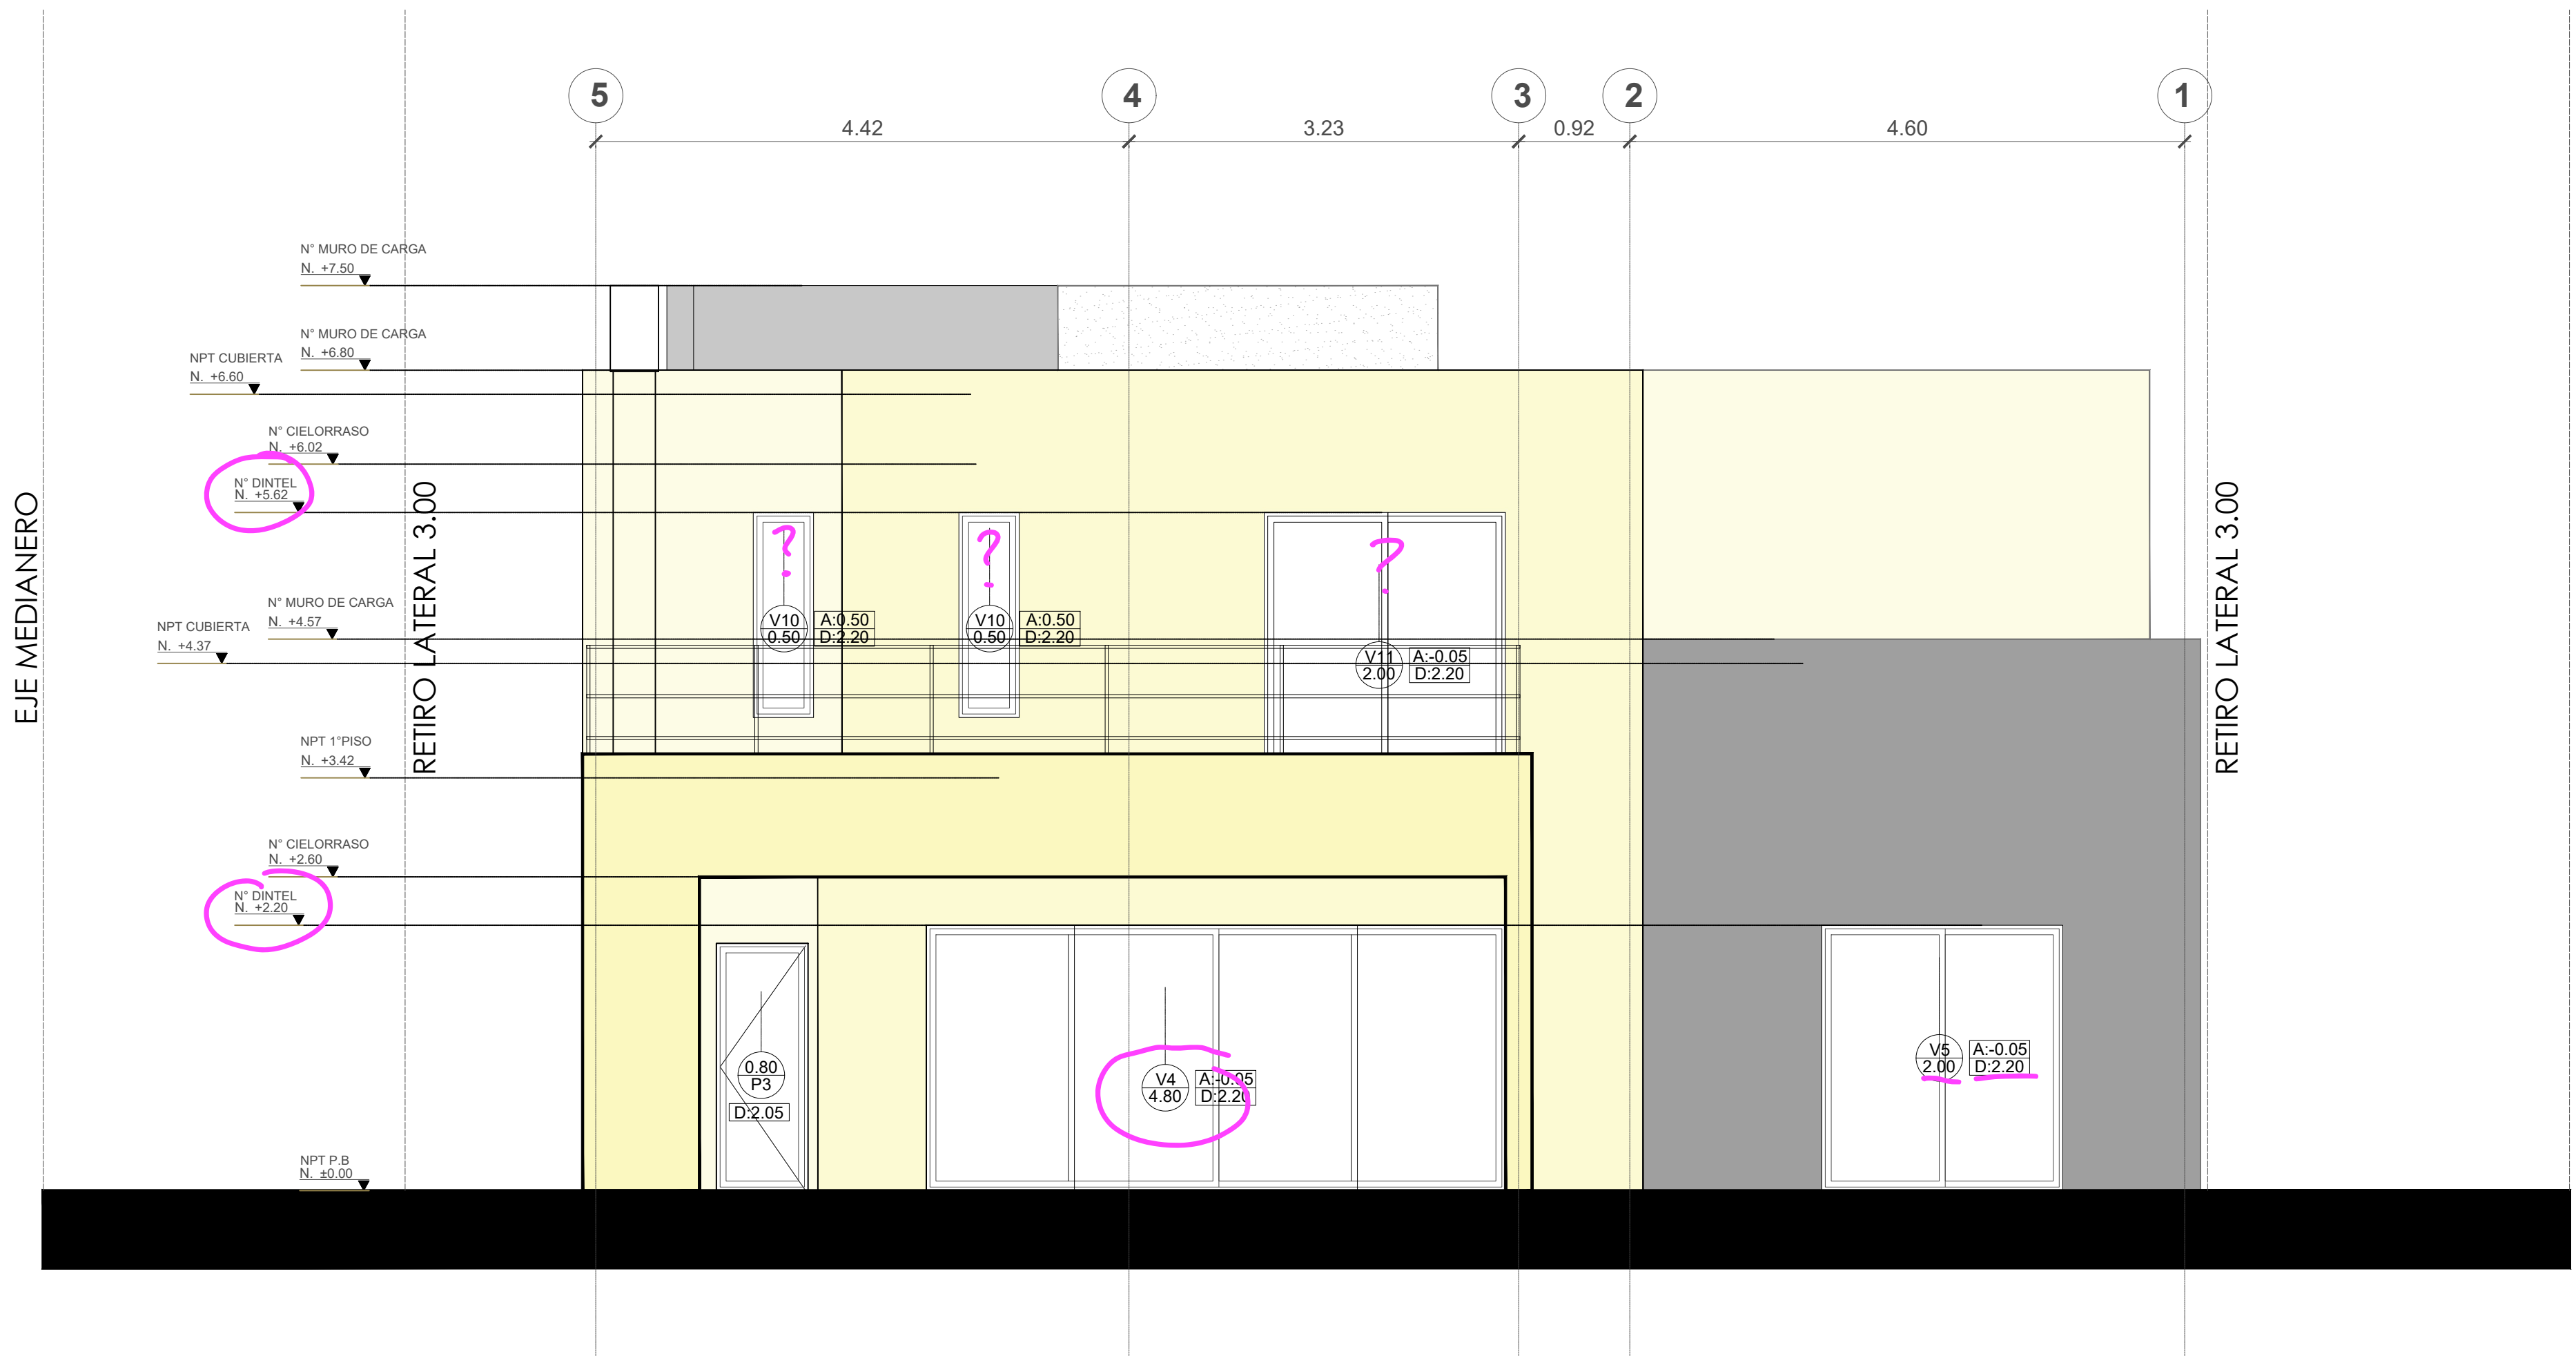 5
4
3
2
1
4.42
3.23
0.92
4.60
N° MURO DE CARGA
N. +7.50
N° MURO DE CARGA
N. +6.80
NPT CUBIERTA
N. +6.60
N° CIELORRASO
N. +6.02
N° DINTEL
N. +5.62
EJE MEDIANERO
RETIRO LATERAL 3.00
RETIRO LATERAL 3.00
?
?
?
N° MURO DE CARGA
N. +4.57
NPT CUBIERTA
N. +4.37
V10
0.50
A:0.50
D:2.20
V10
0.50
A:0.50
D:2.20
V11
2.00
A:-0.05
D:2.20
NPT 1°PISO
N. +3.42
N° CIELORRASO
N. +2.60
N° DINTEL
N. +2.20
0.80
P3
D:2.05
V4
4.80
A:-0.05
D:2.20
V5
2.00
A:-0.05
D:2.20
NPT P.B
N. ±0.00